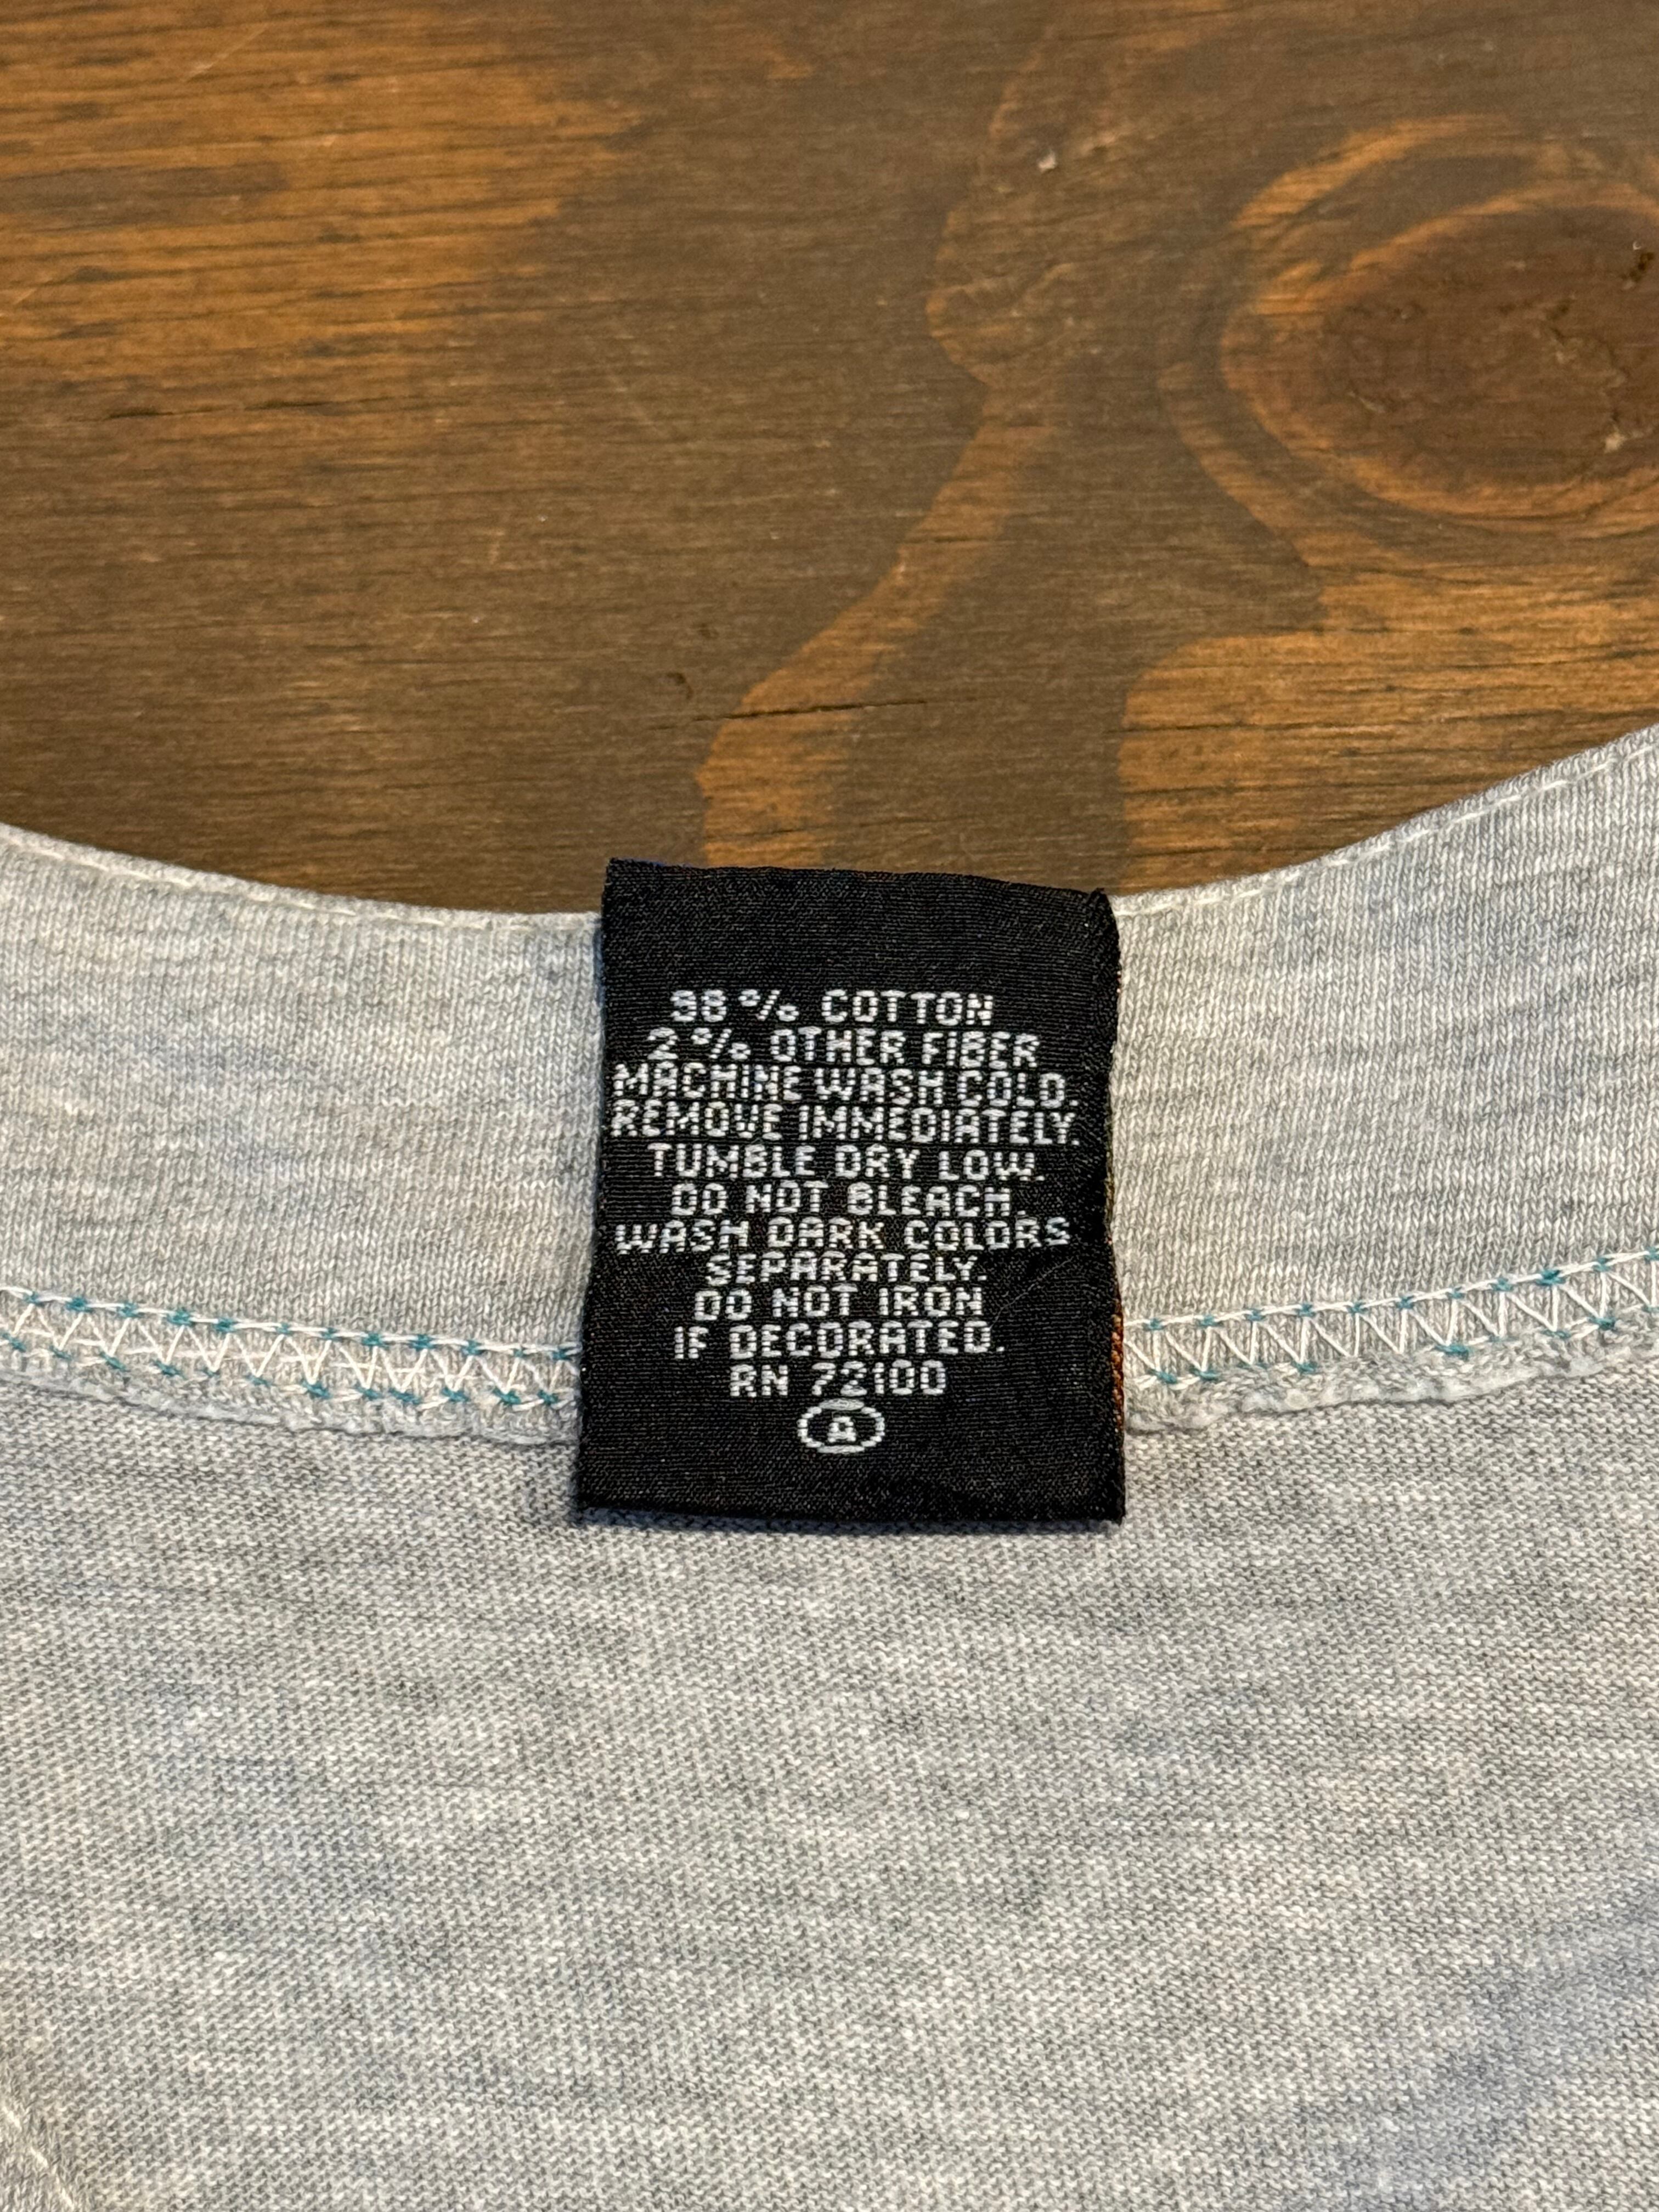 98% COTTON
2% OTHER FIBER
MACHINE WASH COLD.
REMOVE IMMEDIATELY.
TUMBLE DRY LOW.
DO NOT BLEACH.
WASH DARK COLORS
SEPARATELY.
DO NOT IRON
IF DECORATED.
RN 72100
A